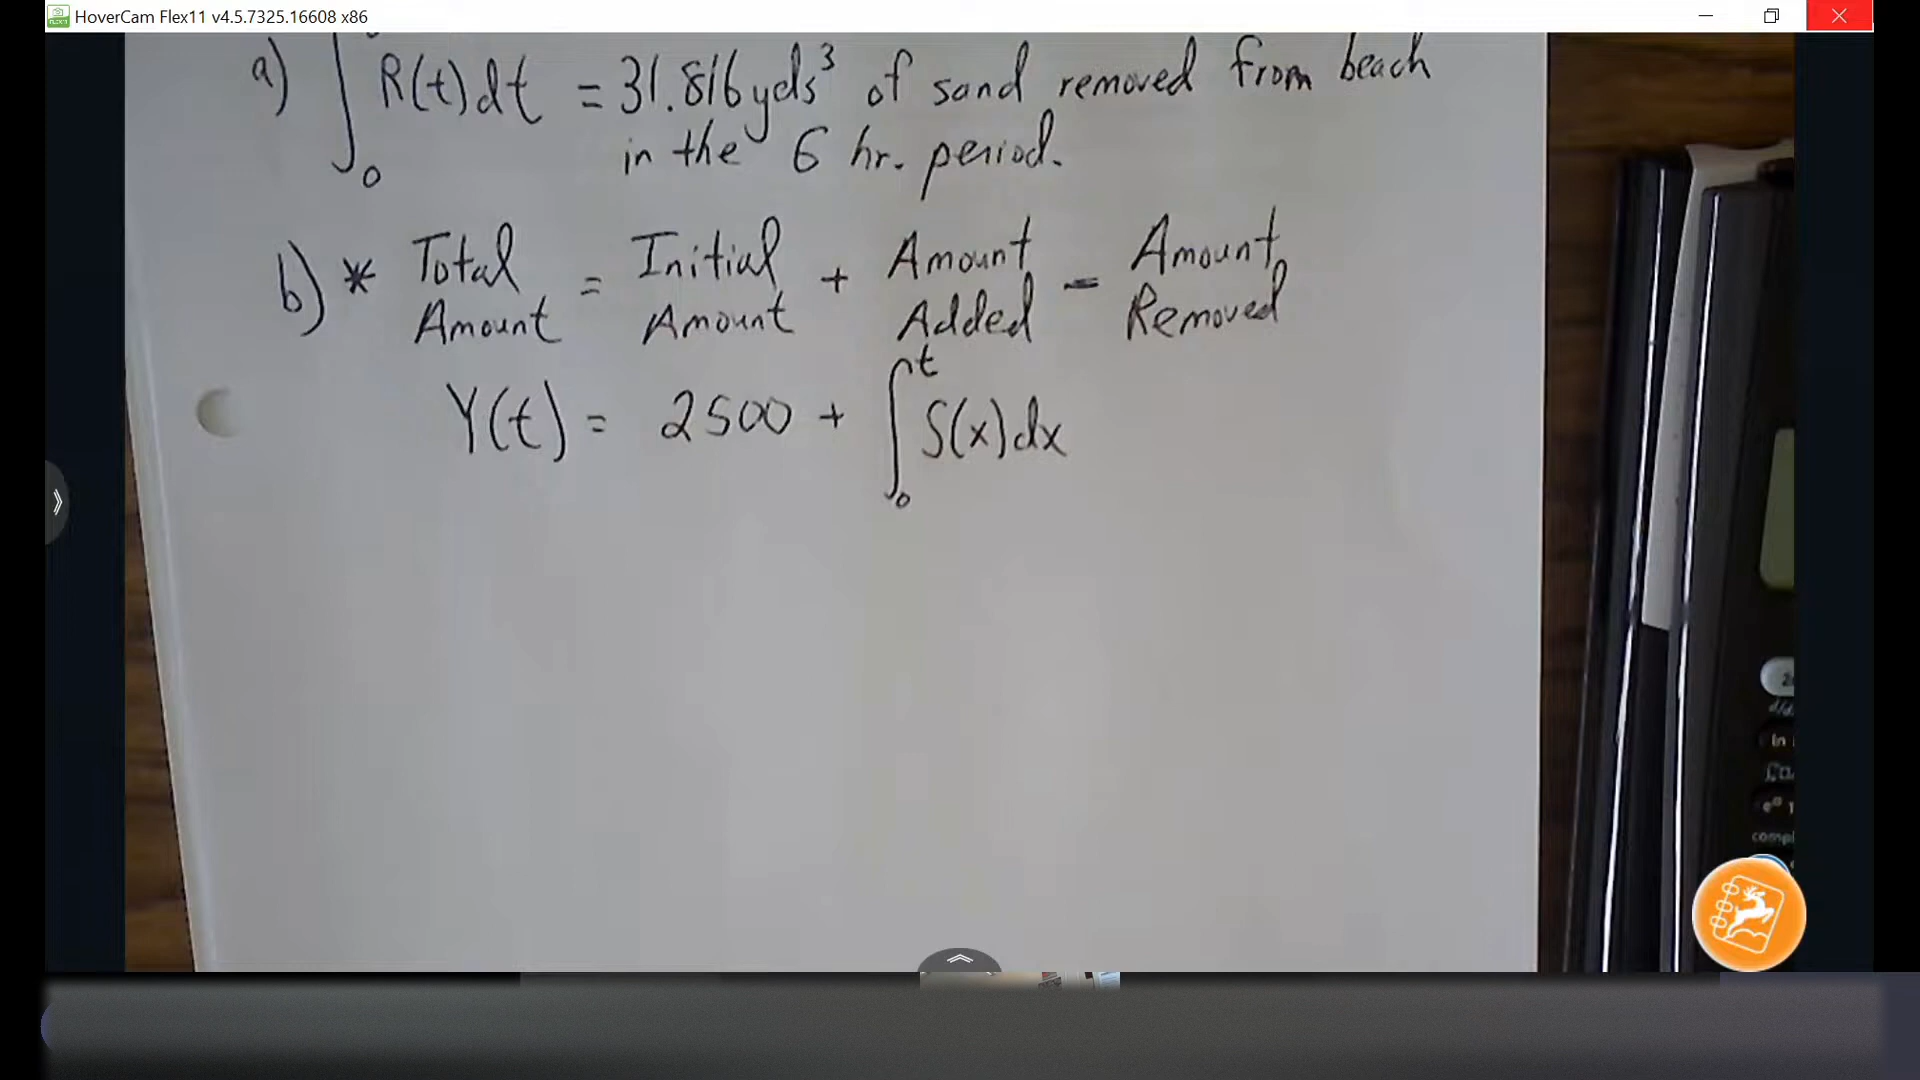 HoverCam Flex11 v4.5.7325.16608 x86
a) ∫₀ R(t)dt = 31.816 yds³ of sand removed from beach
in the 6 hr. period.
b) * Total Amount = Initial Amount + Amount Added - Amount Removed
Y(t) = 2500 + ∫₀ᵗ S(x)dx